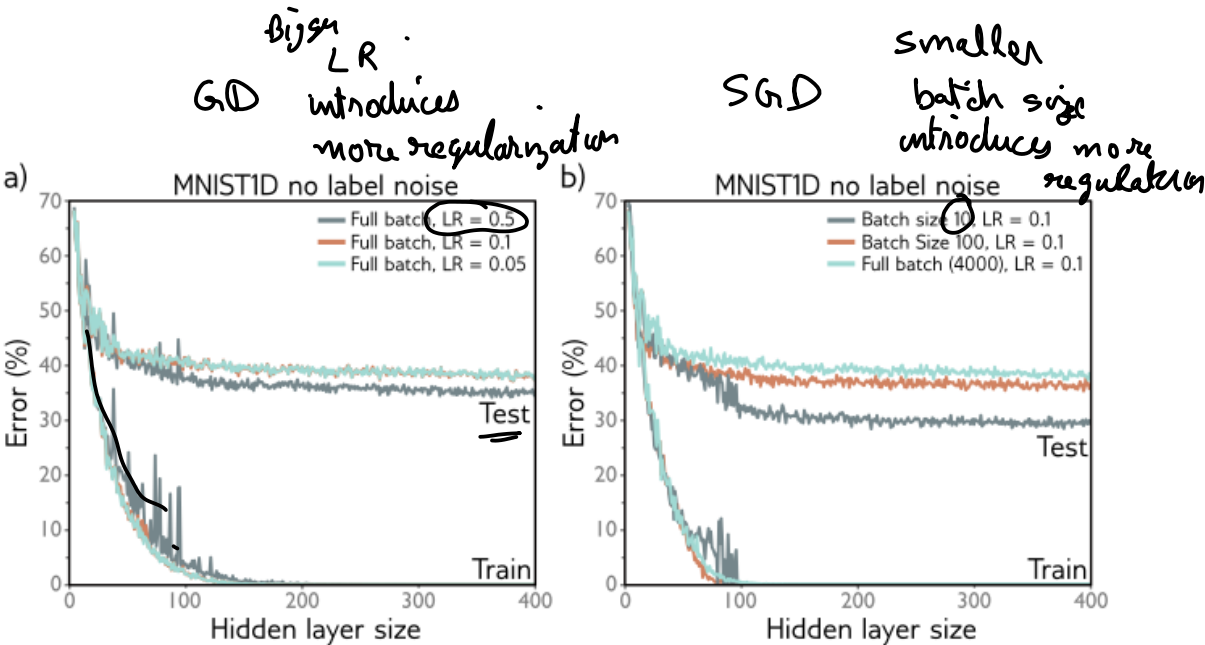 Bigger
LR
GD introduces
more regularization
smaller
SGD batch size
introduces more
regularization
a) MNIST1D no label noise
Full batch, LR = 0.5
Full batch, LR = 0.1
Full batch, LR = 0.05
70
60
50
40
30
20
10
0
Error (%)
Test
Train
0 100 200 300 400
Hidden layer size
b) MNIST1D no label noise
Batch size 10, LR = 0.1
Batch Size 100, LR = 0.1
Full batch (4000), LR = 0.1
70
60
50
40
30
20
10
0
Error (%)
Test
Train
0 100 200 300 400
Hidden layer size